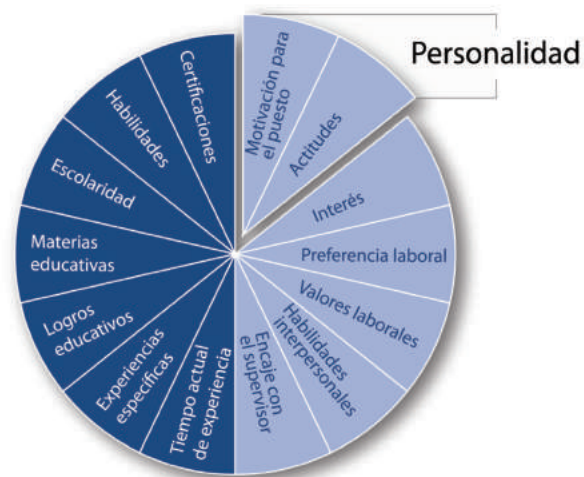 Personalidad
Motivación para
el puesto
Actitudes
Interés
Preferencia laboral
Valores laborales
Habilidades
interpersonales
Encaje con
el supervisor
Tiempo actual
de experiencia
Experiencias
específicas
Logros
educativos
Materias
educativas
Escolaridad
Habilidades
Certificaciones